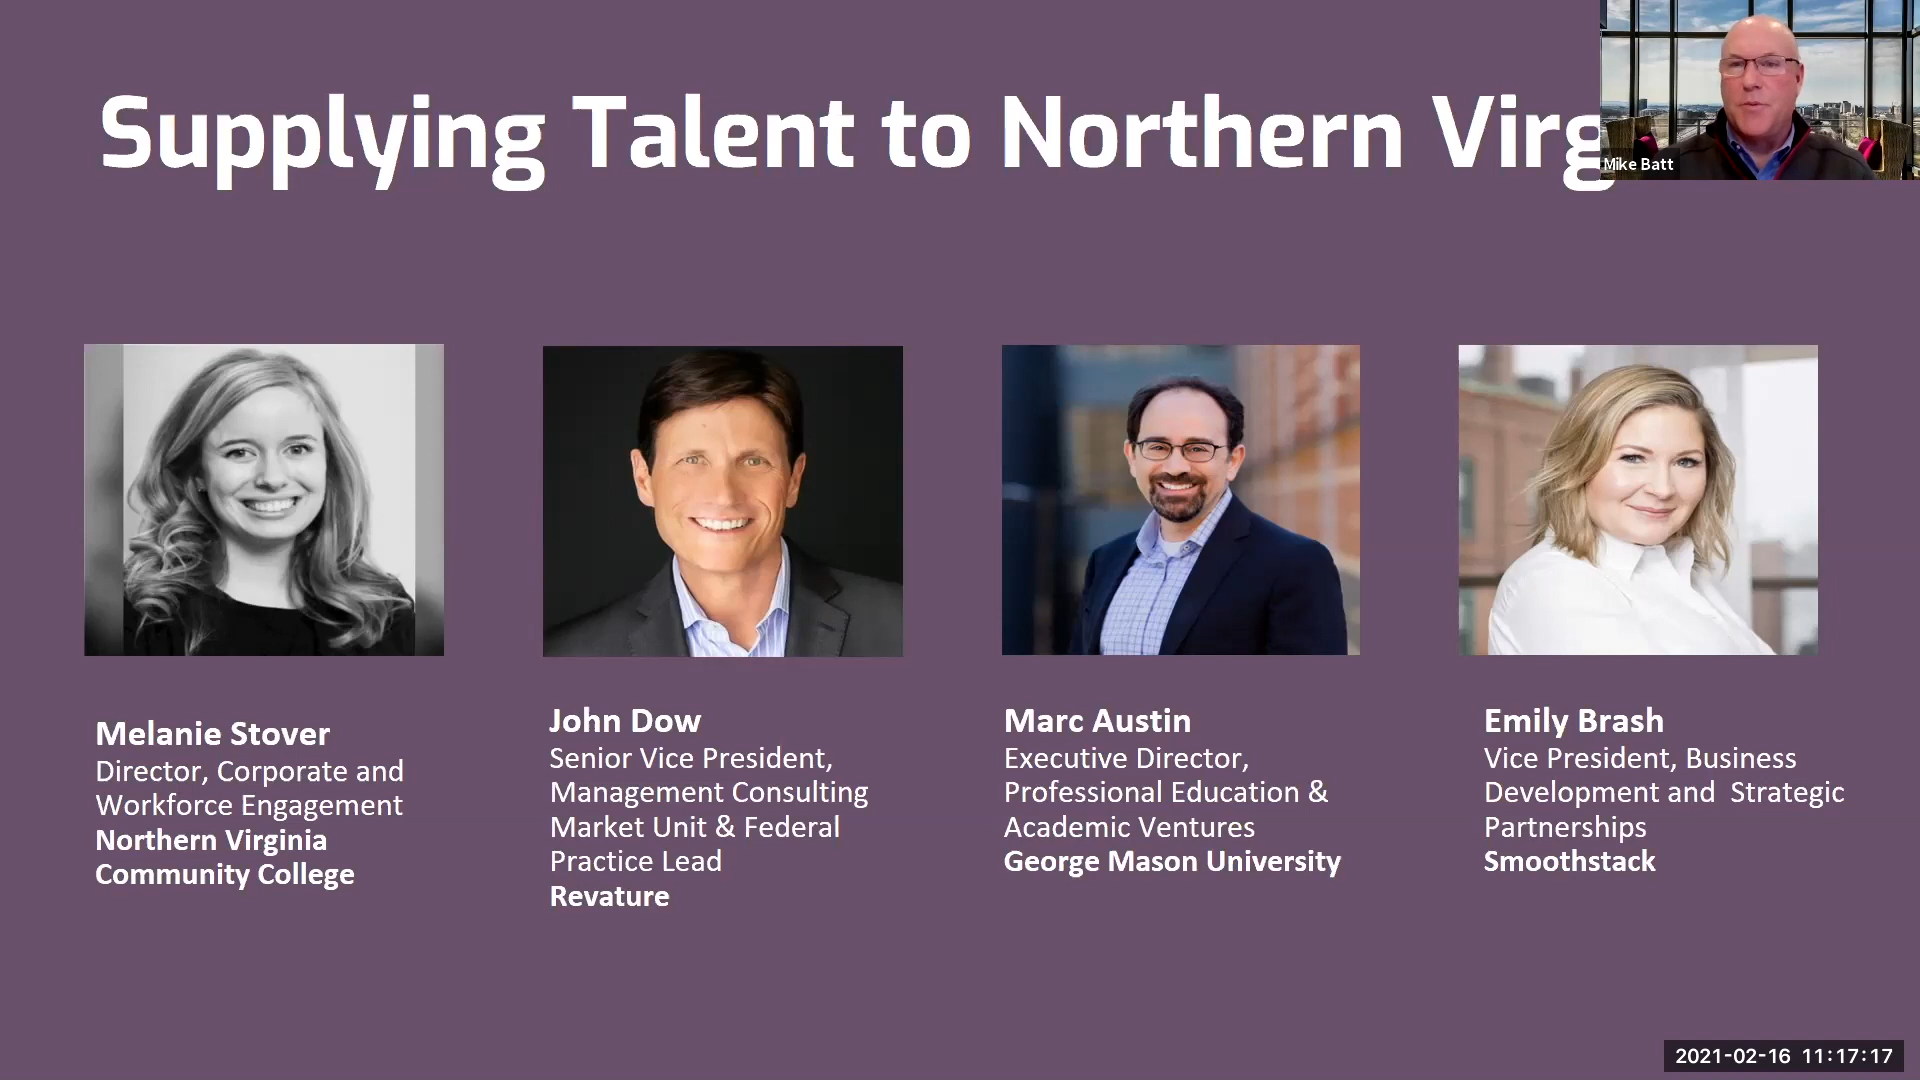 Supplying Talent to Northern Virg
Mike Batt
Melanie Stover
Director, Corporate and
Workforce Engagement
Northern Virginia
Community College
John Dow
Senior Vice President,
Management Consulting
Market Unit & Federal
Practice Lead
Revature
Marc Austin
Executive Director,
Professional Education &
Academic Ventures
George Mason University
Emily Brash
Vice President, Business
Development and  Strategic
Partnerships
Smoothstack
2021-02-16 11:17:17